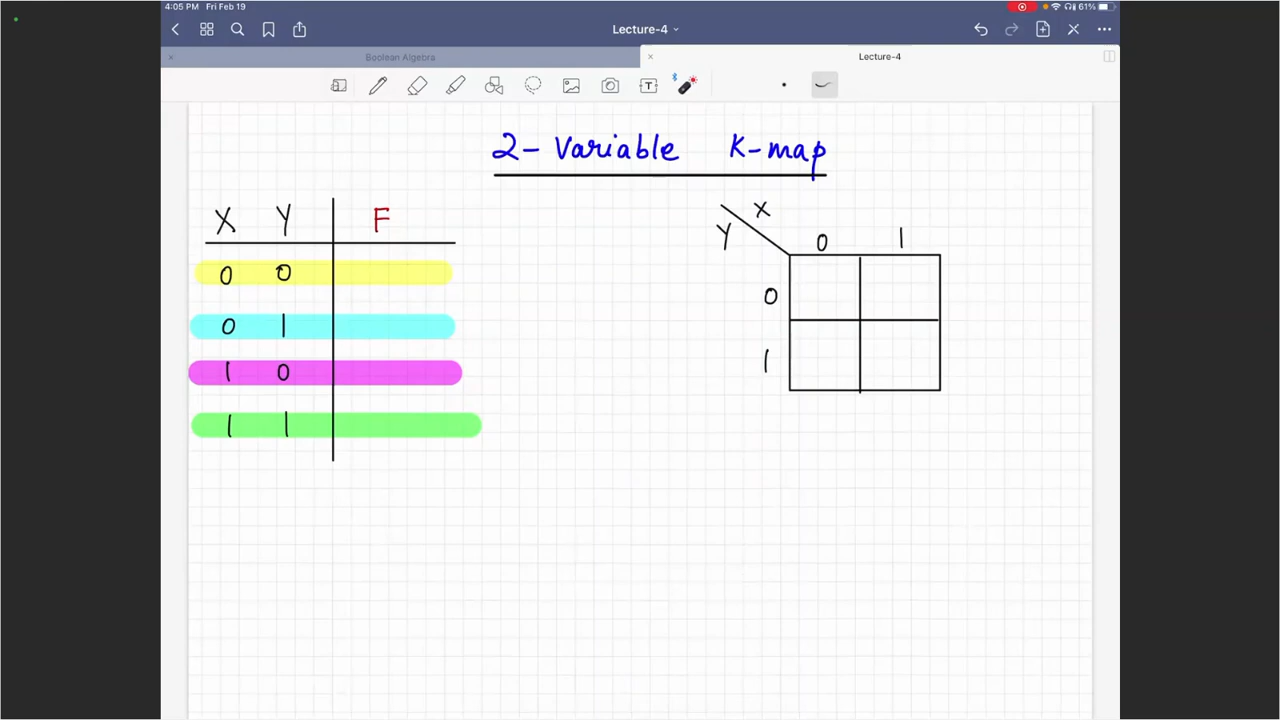 4:05 PM Fri Feb 19
61%
Lecture-4
Boolean Algebra
Lecture-4
T
2- Variable K-map
X Y F
0 0
0 1
1 0
1 1
X
Y
0 1
0
1